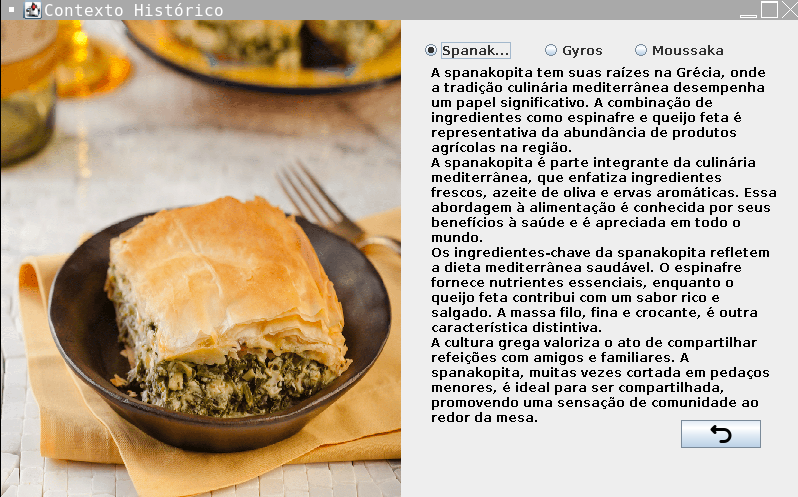 Contexto Histórico
Spanak... Gyros Moussaka
A spanakopita tem suas raízes na Grécia, onde
a tradição culinária mediterrânea desempenha
um papel significativo. A combinação de
ingredientes como espinafre e queijo feta é
representativa da abundância de produtos
agrícolas na região.
A spanakopita é parte integrante da culinária
mediterrânea, que enfatiza ingredientes
frescos, azeite de oliva e ervas aromáticas. Essa
abordagem à alimentação é conhecida por seus
benefícios à saúde e é apreciada em todo o
mundo.
Os ingredientes-chave da spanakopita refletem
a dieta mediterrânea saudável. O espinafre
fornece nutrientes essenciais, enquanto o
queijo feta contribui com um sabor rico e
salgado. A massa filo, fina e crocante, é outra
característica distintiva.
A cultura grega valoriza o ato de compartilhar
refeições com amigos e familiares. A
spanakopita, muitas vezes cortada em pedaços
menores, é ideal para ser compartilhada,
promovendo uma sensação de comunidade ao
redor da mesa.